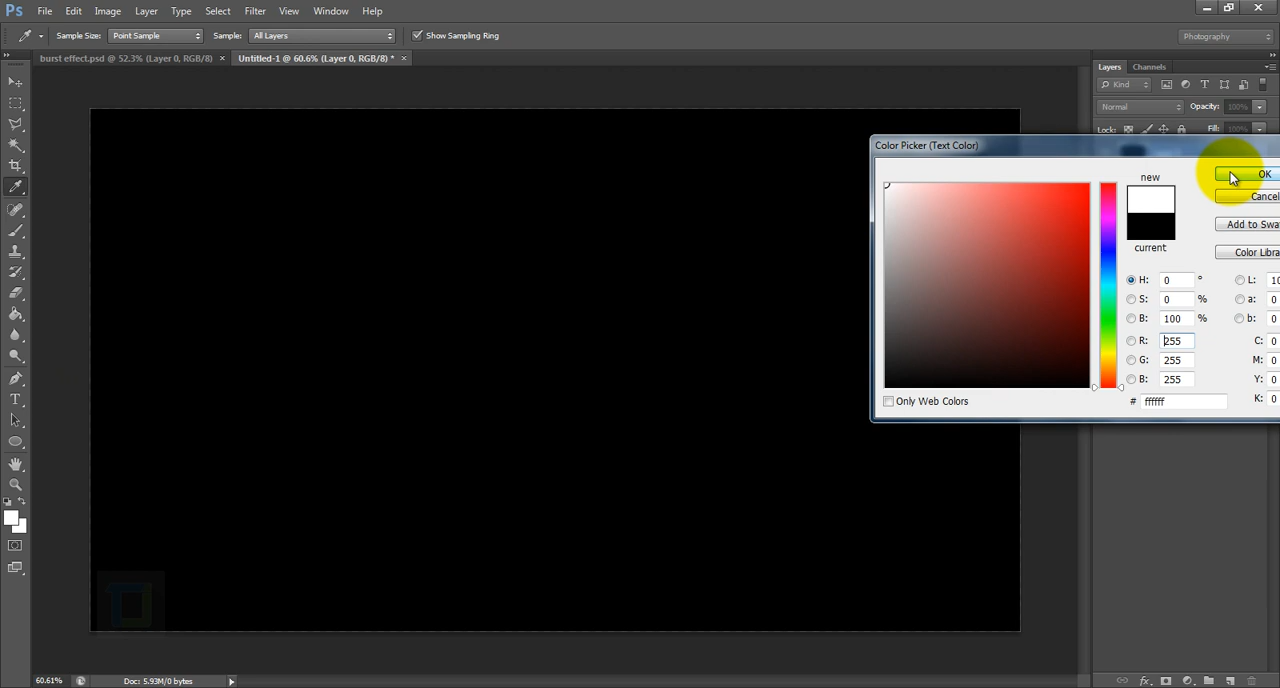 Ps File Edit Image Layer Type Select Filter View Window Help
Sample Size: Point Sample Sample: All Layers Show Sampling Ring Photography
burst effect.psd @ 52.3% (Layer 0, RGB/8) × Untitled-1 @ 60.6% (Layer 0, RGB/8) * ×
Layers Channels
Kind
Normal Opacity: 100%
Lock: Fill: 100%
Color Picker (Text Color)
new OK
Cancel
Add to Swa
current
Color Libra
H: 0 ° L: 10
S: 0 % a: 0
B: 100 % b: 0
R: 255 C: 0
G: 255 M: 0
B: 255 Y: 0
Only Web Colors # ffffff K: 0
60.61% Doc: 5.93M/0 bytes